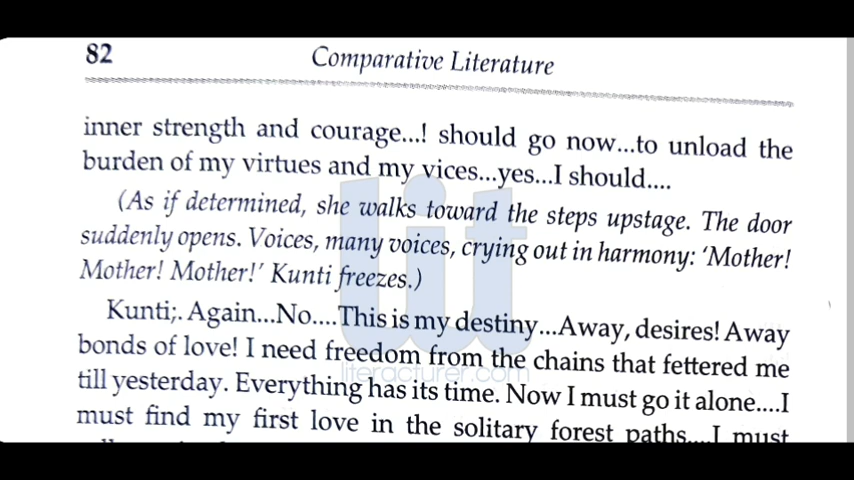 82
Comparative Literature
inner strength and courage...! should go now...to unload the
burden of my virtues and my vices...yes...I should....
(As if determined, she walks toward the steps upstage. The door
suddenly opens. Voices, many voices, crying out in harmony: 'Mother!
Mother! Mother!' Kunti freezes.)
Kunti;. Again...No....This is my destiny...Away, desires! Away
bonds of love! I need freedom from the chains that fettered me
till yesterday. Everything has its time. Now I must go it alone....I
must find my first love in the solitary forest paths....I must
lit
literacturer.com